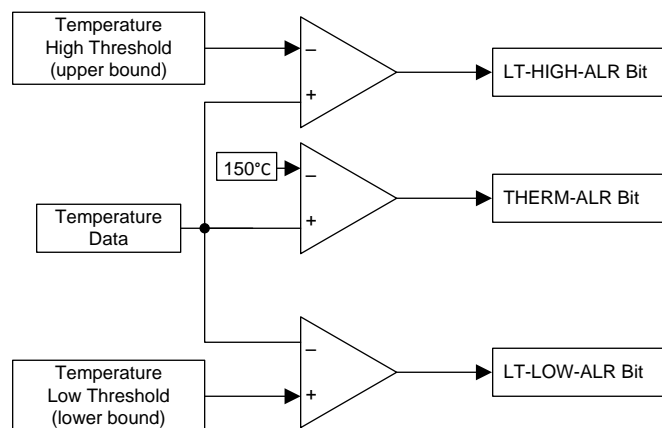 Temperature
High Threshold
(upper bound)
−
+
LT-HIGH-ALR Bit
150°C
−
+
THERM-ALR Bit
Temperature
Data
−
+
LT-LOW-ALR Bit
Temperature
Low Threshold
(lower bound)